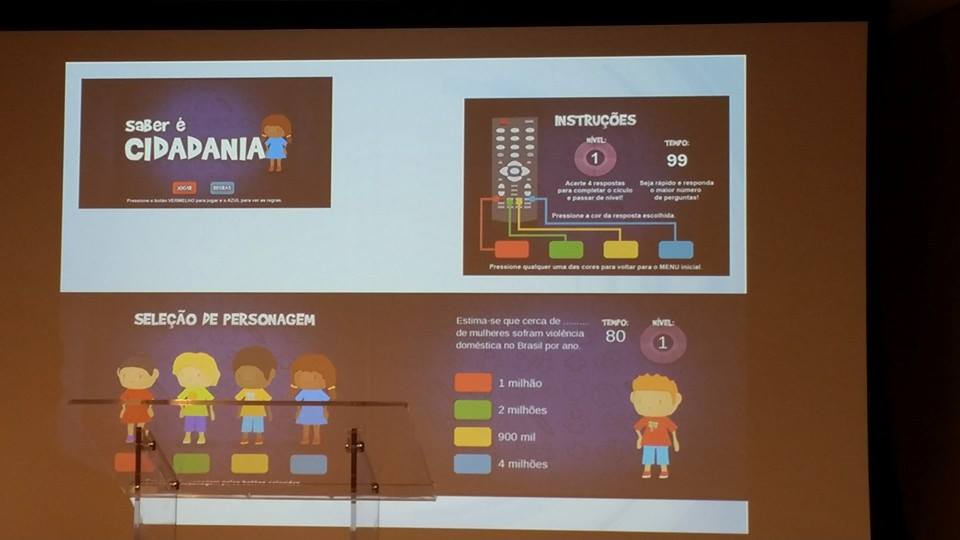 saber é
CIDADANIA
JOGAR
REGRAS
Pressione o botão VERMELHO para jogar e o AZUL para ver as regras.
INSTRUÇÕES
NÍVEL:
1
TEMPO:
99
Acerte 4 respostas
para completar o cículo
e passar de nível!
Seja rápido e responda
o maior número
de perguntas!
Pressione a cor da resposta escolhida.
Pressione qualquer uma das cores para voltar para o MENU inicial.
SELEÇÃO DE PERSONAGEM
Estima-se que cerca de .........
de mulheres sofram violência
doméstica no Brasil por ano.
TEMPO:
80
NÍVEL:
1
1 milhão
2 milhões
900 mil
4 milhões